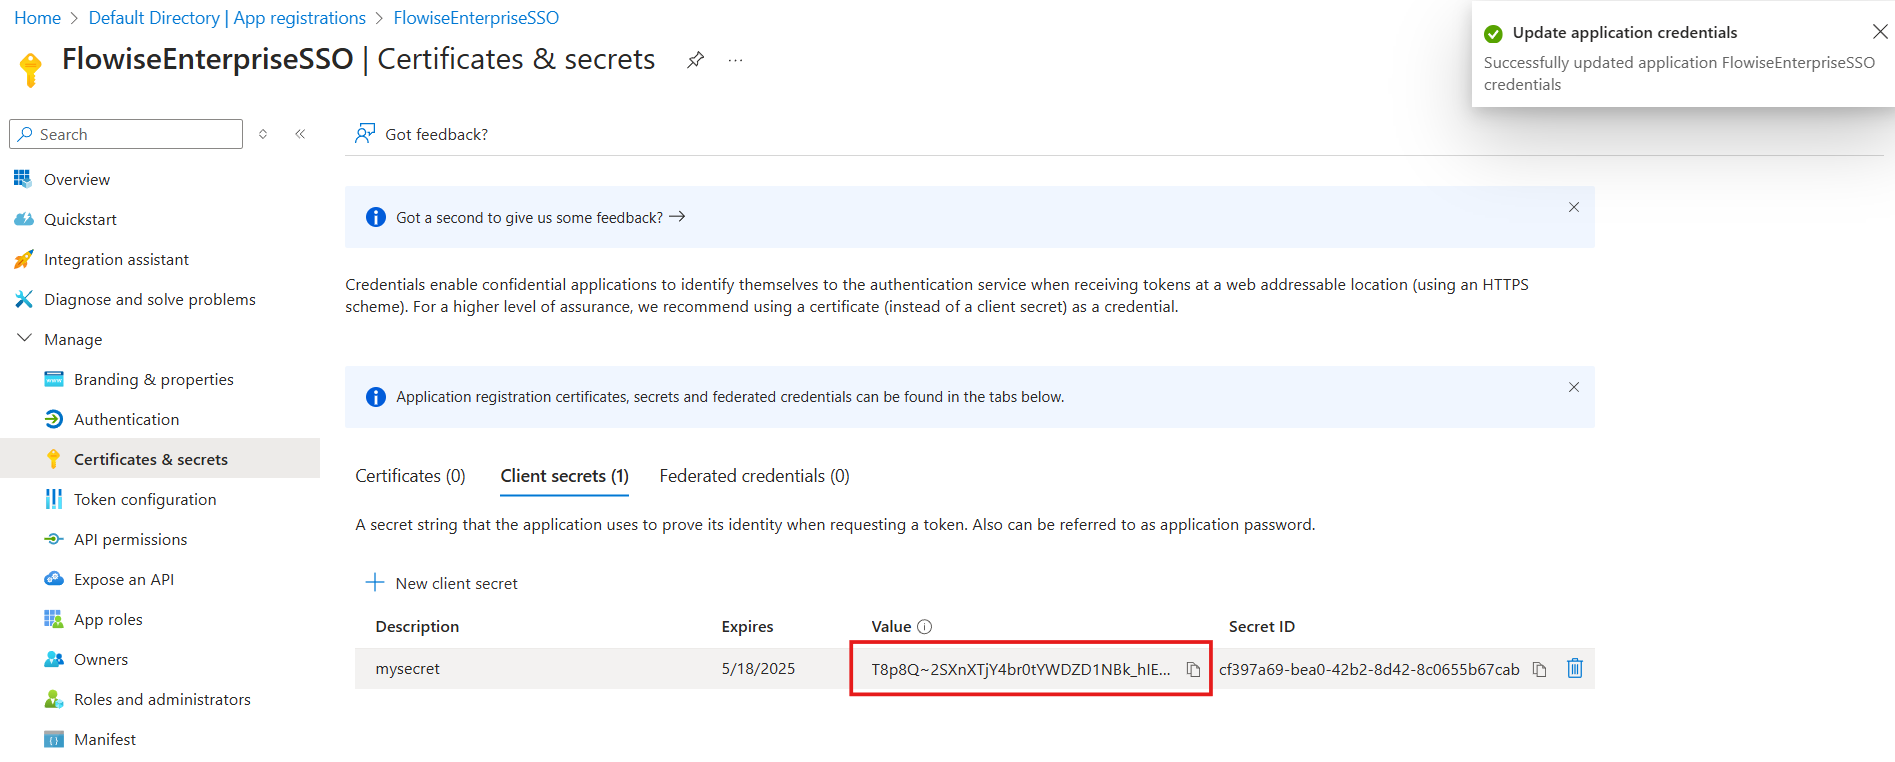 Home > Default Directory | App registrations > FlowiseEnterpriseSSO
FlowiseEnterpriseSSO | Certificates & secrets ...
Update application credentials
Successfully updated application FlowiseEnterpriseSSO
credentials
Search
Got feedback?
Overview
Quickstart
Integration assistant
Diagnose and solve problems
Manage
Branding & properties
Authentication
Certificates & secrets
Token configuration
API permissions
Expose an API
App roles
Owners
Roles and administrators
Manifest
Got a second to give us some feedback? →
Credentials enable confidential applications to identify themselves to the authentication service when receiving tokens at a web addressable location (using an HTTPS
scheme). For a higher level of assurance, we recommend using a certificate (instead of a client secret) as a credential.
Application registration certificates, secrets and federated credentials can be found in the tabs below.
Certificates (0) Client secrets (1) Federated credentials (0)
A secret string that the application uses to prove its identity when requesting a token. Also can be referred to as application password.
New client secret
Description Expires Value Secret ID
mysecret 5/18/2025 T8p8Q~2SXnXTjY4br0tYWDZD1NBk_hIE... cf397a69-bea0-42b2-8d42-8c0655b67cab